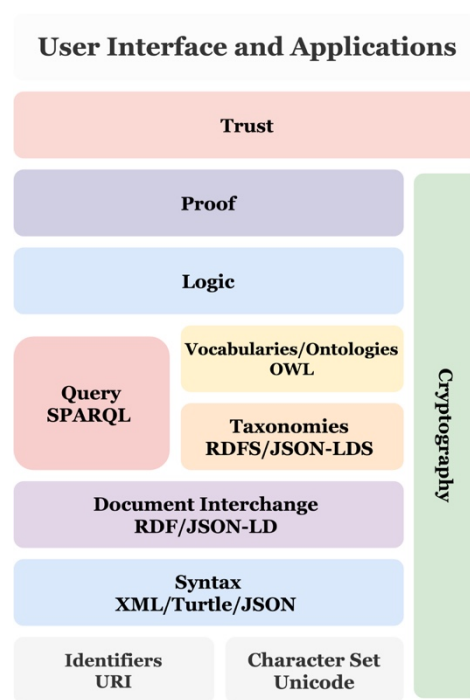 User Interface and Applications
Trust
Proof
Logic
Query
SPARQL
Vocabularies/Ontologies
OWL
Taxonomies
RDFS/JSON-LDS
Cryptography
Document Interchange
RDF/JSON-LD
Syntax
XML/Turtle/JSON
Identifiers
URI
Character Set
Unicode